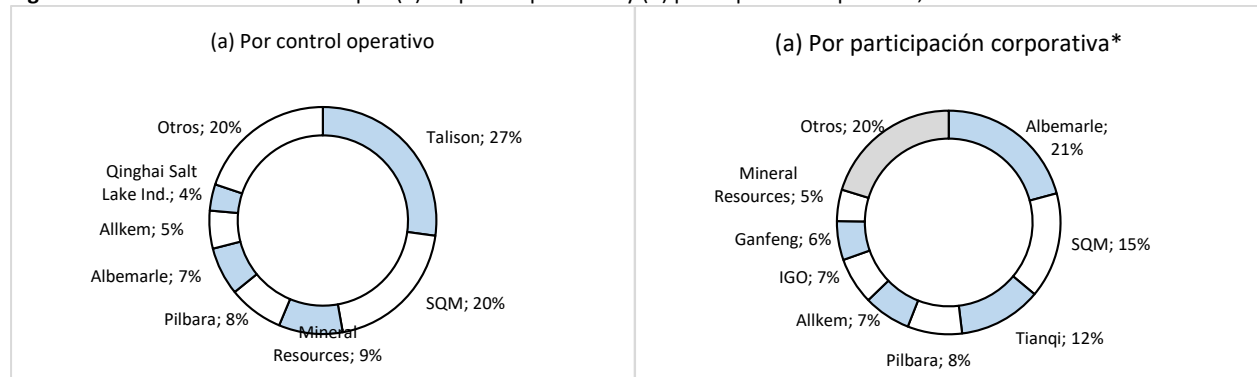 (a) Por control operativo
Talison; 27%
SQM; 20%
Mineral
Resources; 9%
Pilbara; 8%
Albemarle; 7%
Allkem; 5%
Qinghai Salt
Lake Ind.; 4%
Otros; 20%
(a) Por participación corporativa*
Albemarle;
21%
SQM; 15%
Tianqi; 12%
Pilbara; 8%
Allkem; 7%
IGO; 7%
Ganfeng; 6%
Mineral
Resources; 5%
Otros; 20%